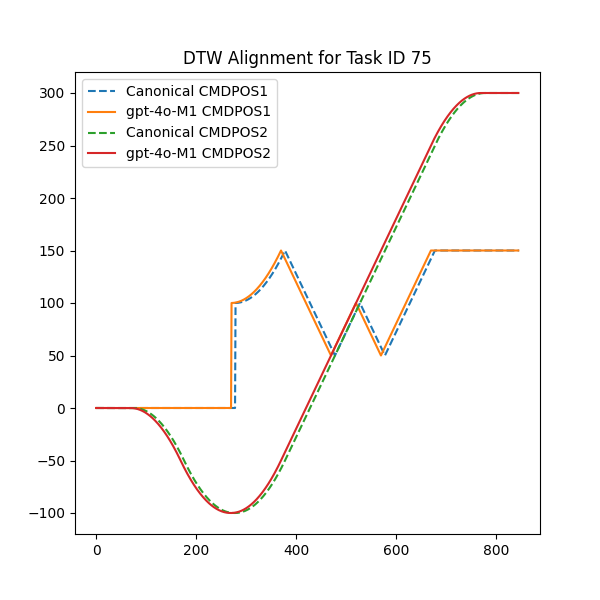 DTW Alignment for Task ID 75
Canonical CMDPOS1
gpt-4o-M1 CMDPOS1
Canonical CMDPOS2
gpt-4o-M1 CMDPOS2
300
250
200
150
100
50
0
−50
−100
0 200 400 600 800